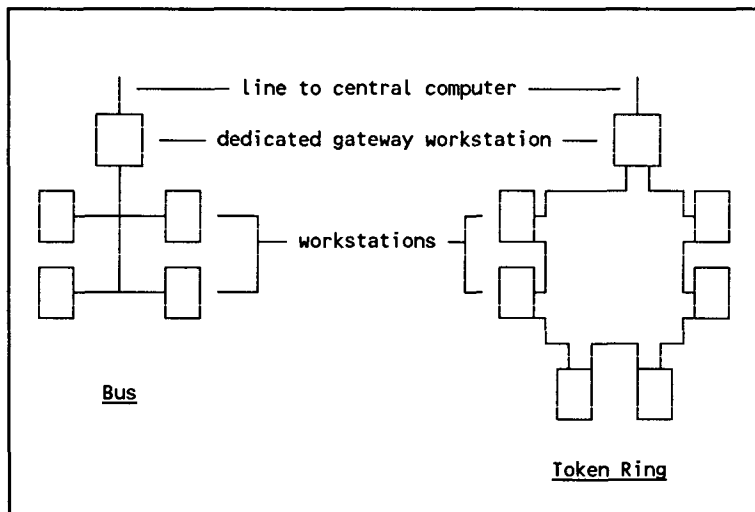 line to central computer
dedicated gateway workstation
workstations
Bus
Token Ring